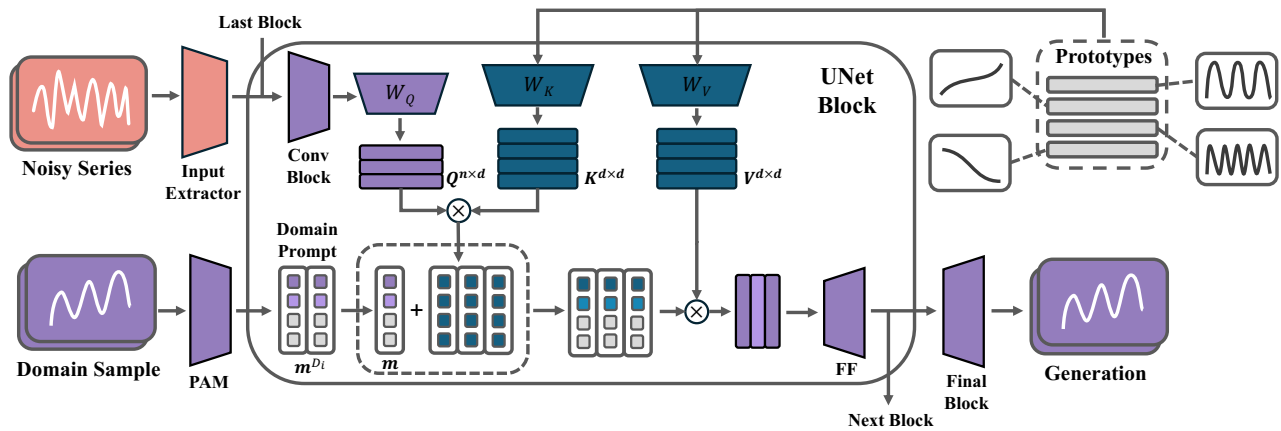 Last Block
Prototypes
UNet
Block
W_Q
W_K
W_V
Noisy Series
Input
Extractor
Conv
Block
Q^{n×d}
K^{d×d}
V^{d×d}
×
Domain
Prompt
+
×
m^{D_i}
m
Domain Sample
PAM
FF
Final
Block
Generation
Next Block